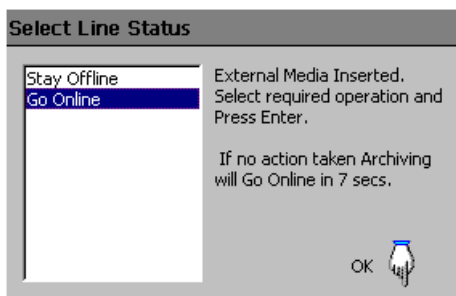 Select Line Status
Stay Offline
Go Online
External Media Inserted.
Select required operation and
Press Enter.
If no action taken Archiving
will Go Online in 7 secs.
OK